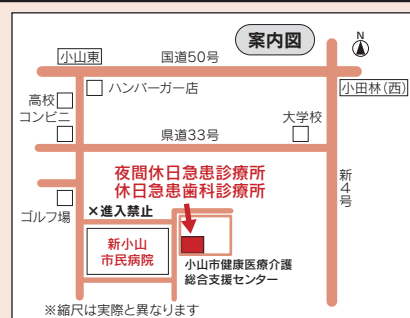 案内図
N
小山東
国道50号
小田林(西)
ハンバーガー店
高校
コンビニ
大学校
県道33号
夜間休日急患診療所
休日急患歯科診療所
新4号
ゴルフ場
×進入禁止
新小山
市民病院
小山市健康医療介護
総合支援センター
※縮尺は実際と異なります